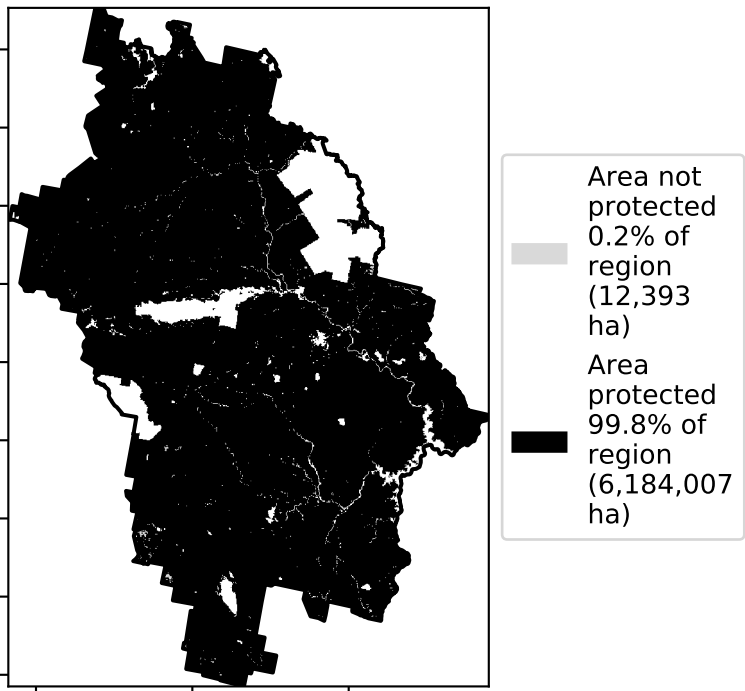 Area not
protected
0.2% of
region
(12,393
ha)
Area
protected
99.8% of
region
(6,184,007
ha)